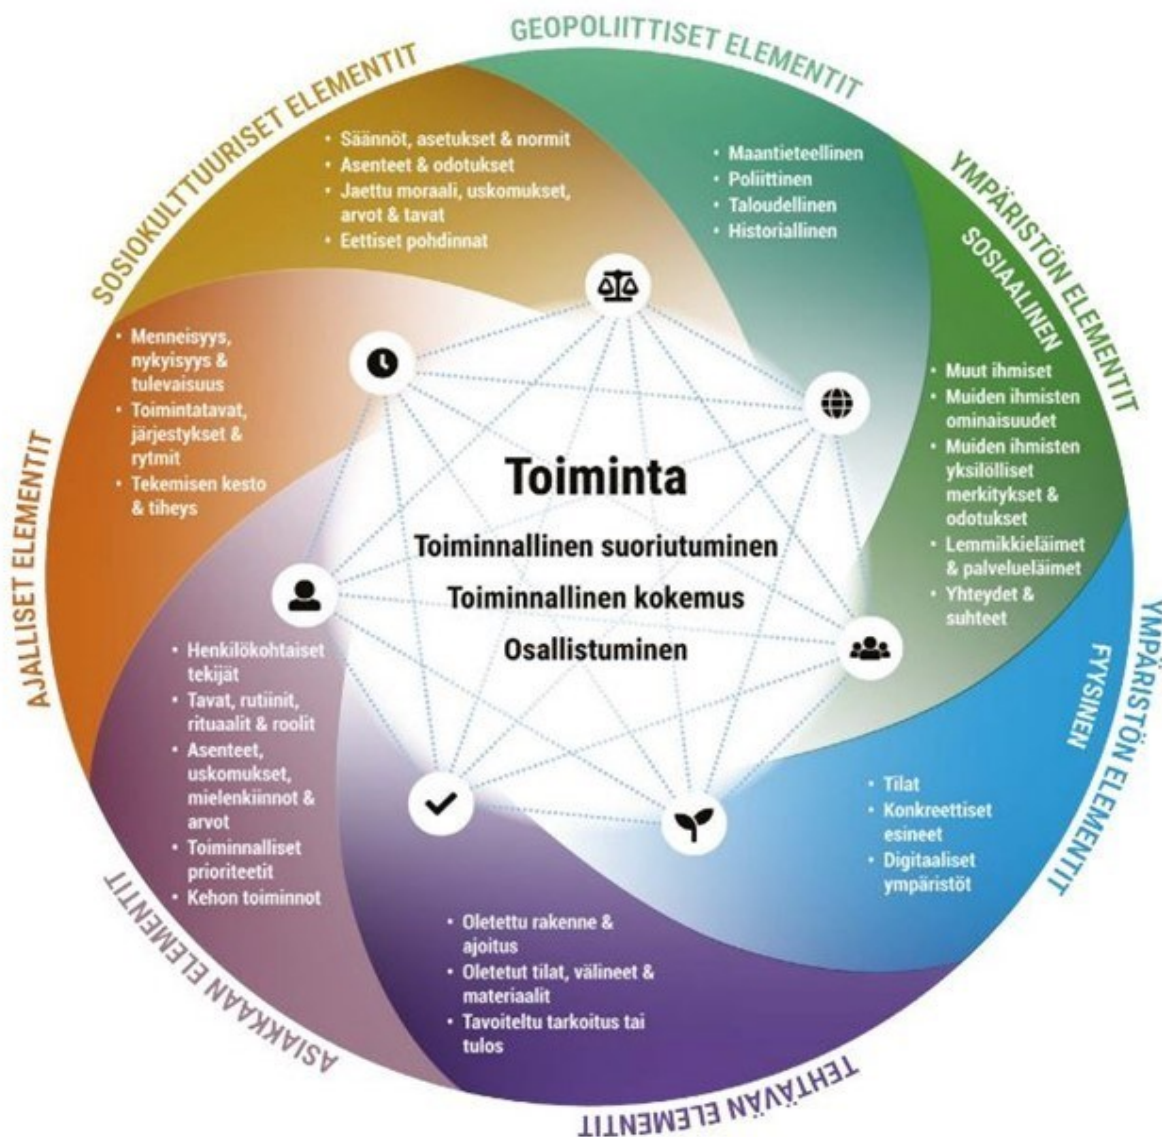 GEOPOLIITTISET ELEMENTIT
• Maantieteellinen
• Poliittinen
• Taloudellinen
• Historiallinen
YMPÄRISTÖN ELEMENTIT
SOSIAALINEN
• Muut ihmiset
• Muiden ihmisten
ominaisuudet
• Muiden ihmisten
yksilölliset
merkitykset &
odotukset
• Lemmikkieläimet
& palvelueläimet
• Yhteydet &
suhteet
YMPÄRISTÖN ELEMENTIT
FYYSINEN
• Tilat
• Konkreettiset
esineet
• Digitaaliset
ympäristöt
TEHTÄVÄN ELEMENTIT
• Oletettu rakenne &
ajoitus
• Oletetut tilat, välineet &
materiaalit
• Tavoiteltu tarkoitus tai
tulos
ASIAKKAAN ELEMENTIT
• Henkilökohtaiset
tekijät
• Tavat, rutiinit,
rituaalit & roolit
• Asenteet,
uskomukset,
mielenkiinnot &
arvot
• Toiminnalliset
prioriteetit
• Kehon toiminnot
AJALLISET ELEMENTIT
• Menneisyys,
nykyisyys &
tulevaisuus
• Toimintatavat,
järjestykset &
rytmit
• Tekemisen kesto
& tiheys
SOSIOKULTTUURISET ELEMENTIT
• Säännöt, asetukset & normit
• Asenteet & odotukset
• Jaettu moraali, uskomukset,
arvot & tavat
• Eettiset pohdinnat
Toiminta
Toiminnallinen suoriutuminen
Toiminnallinen kokemus
Osallistuminen